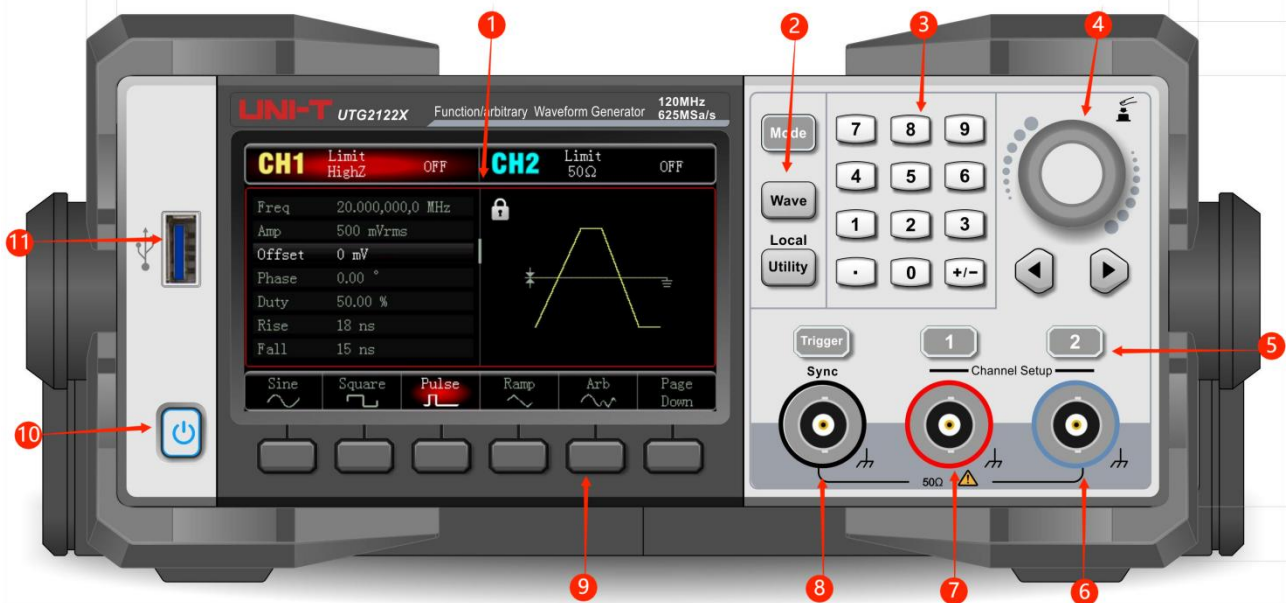 1
2
3
4
UNI-T UTG2122X Function/arbitrary Waveform Generator 120MHz 625MSa/s
CH1 Limit HighZ OFF CH2 Limit 50Ω OFF
Freq 20.000,000,0 MHz
Amp 500 mVrms
Offset 0 mV
Phase 0.00 °
Duty 50.00 %
Rise 18 ns
Fall 15 ns
Sine Square Pulse Ramp Arb Page Down
Mode
Wave
Local
Utility
7 8 9
4 5 6
1 2 3
. 0 +/-
Trigger 1 2
Sync Channel Setup
50Ω
5
11
10
9
8
7
6